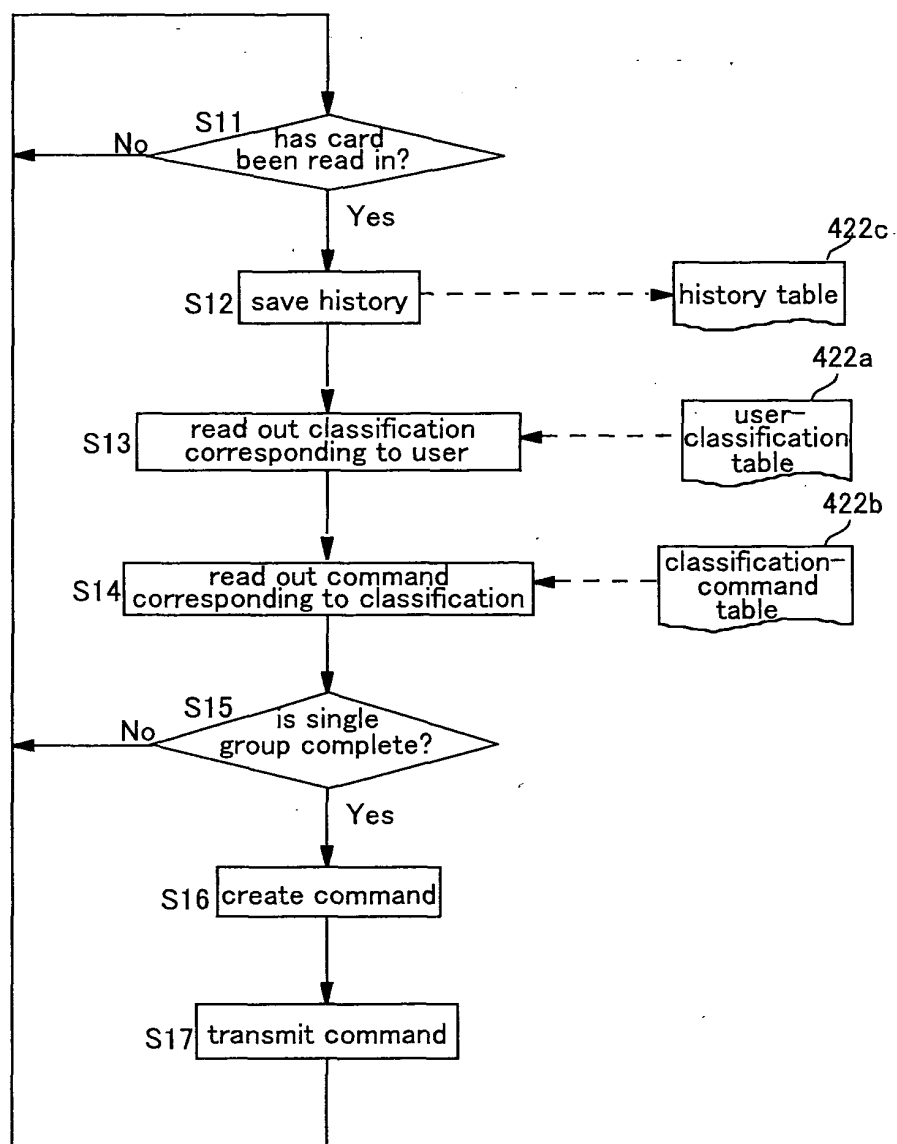 S11
has card
been read in?
No
Yes
422c
S12
save history
history table
422a
S13
read out classification
corresponding to user
user-
classification
table
422b
S14
read out command
corresponding to classification
classification-
command
table
S15
is single
group complete?
No
Yes
S16
create command
S17
transmit command